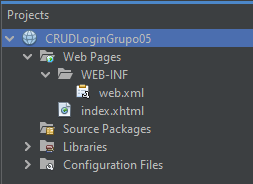 Projects
CRUDLoginGrupo05
Web Pages
WEB-INF
web.xml
index.xhtml
Source Packages
Libraries
Configuration Files